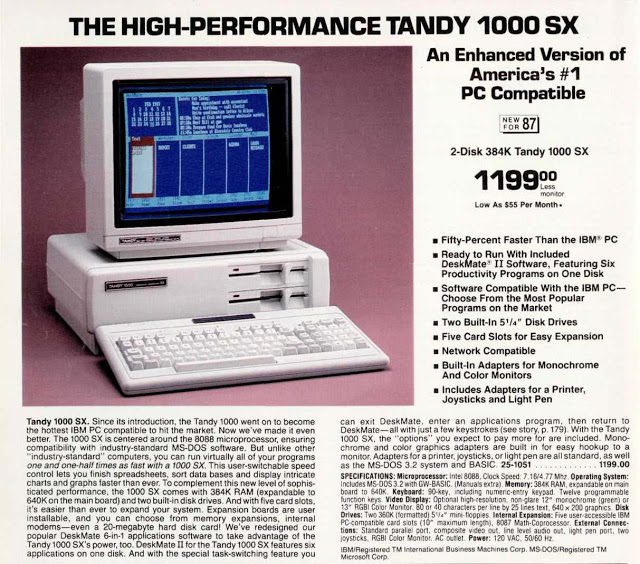 THE HIGH-PERFORMANCE TANDY 1000 SX
An Enhanced Version of
America's #1
PC Compatible
NEW
FOR 87
2-Disk 384K Tandy 1000 SX
1199⁰⁰
Less
monitor
Low As $55 Per Month•
■ Fifty-Percent Faster Than the IBM® PC
■ Ready to Run With Included
DeskMate® II Software, Featuring Six
Productivity Programs on One Disk
■ Software Compatible With the IBM PC—
Choose From the Most Popular
Programs on the Market
■ Two Built-In 5¹/₄" Disk Drives
■ Five Card Slots for Easy Expansion
■ Network Compatible
■ Built-In Adapters for Monochrome
And Color Monitors
■ Includes Adapters for a Printer,
Joysticks and Light Pen
FEB 1987
TANDY 1000
Tandy 1000 SX. Since its introduction, the Tandy 1000 went on to become
the hottest IBM PC compatible to hit the market. Now we've made it even
better. The 1000 SX is centered around the 8088 microprocessor, ensuring
compatibility with industry-standard MS-DOS software. But unlike other
"industry-standard" computers, you can run virtually all of your programs
one and one-half times as fast with a 1000 SX. This user-switchable speed
control lets you finish spreadsheets, sort data bases and display intricate
charts and graphs faster than ever. To complement this new level of sophis-
ticated performance, the 1000 SX comes with 384K RAM (expandable to
640K on the main board) and two built-in disk drives. And with five card slots,
it's easier than ever to expand your system. Expansion boards are user
installable, and you can choose from memory expansions, internal
modems—even a 20-megabyte hard disk card! We've redesigned our
popular DeskMate 6-in-1 applications software to take advantage of the
Tandy 1000 SX's power, too. DeskMate II for the Tandy 1000 SX features six
applications on one disk. And with the special task-switching feature you
can exit DeskMate, enter an applications program, then return to
DeskMate—all with just a few keystrokes (see story, p. 179). With the Tandy
1000 SX, the "options" you expect to pay more for are included. Mono-
chrome and color graphics adapters are built in for easy hookup to a
monitor. Adapters for a printer, joysticks, or light pen are all standard, as well
as the MS-DOS 3.2 system and BASIC. 25-1051 . . . . . . . . . . . . 1199.00
SPECIFICATIONS: Microprocessor: Intel 8088, Clock Speed: 7.16/4.77 Mhz. Operating System:
Includes MS-DOS 3.2 with GW-BASIC. (Manuals extra). Memory: 384K RAM, expandable on main
board to 640K. Keyboard: 90-key, including numeric-entry keypad. Twelve programmable
function keys. Video Display: Optional high-resolution, non-glare 12" monochrome (green) or
13" RGBI Color Monitor. 80 or 40 characters per line by 25 lines text, 640 x 200 graphics. Disk
Drives: Two 360K (formatted) 5¹/₄" mini-floppies. Internal Expansion: Five user-accessible IBM
PC-compatible card slots (10" maximum length), 8087 Math-Coprocessor. External Connec-
tions: Standard parallel port, composite video out, line level audio out, light pen port, two
joysticks, RGBI Color Monitor, AC outlet. Power: 120 VAC, 50/60 Hz.
IBM/Registered TM International Business Machines Corp. MS-DOS/Registered TM
Microsoft Corp.